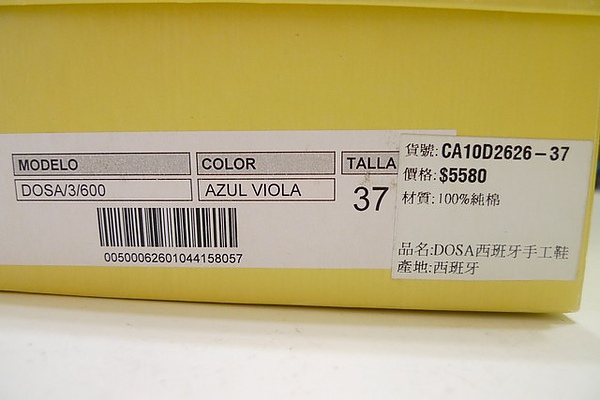 MODELO
COLOR
TALLA
DOSA/3/600
AZUL VIOLA
37
00500062601044158057
貨號:CA10D2626-37
價格:$5580
材質:100%純棉
品名:DOSA西班牙手工鞋
產地:西班牙